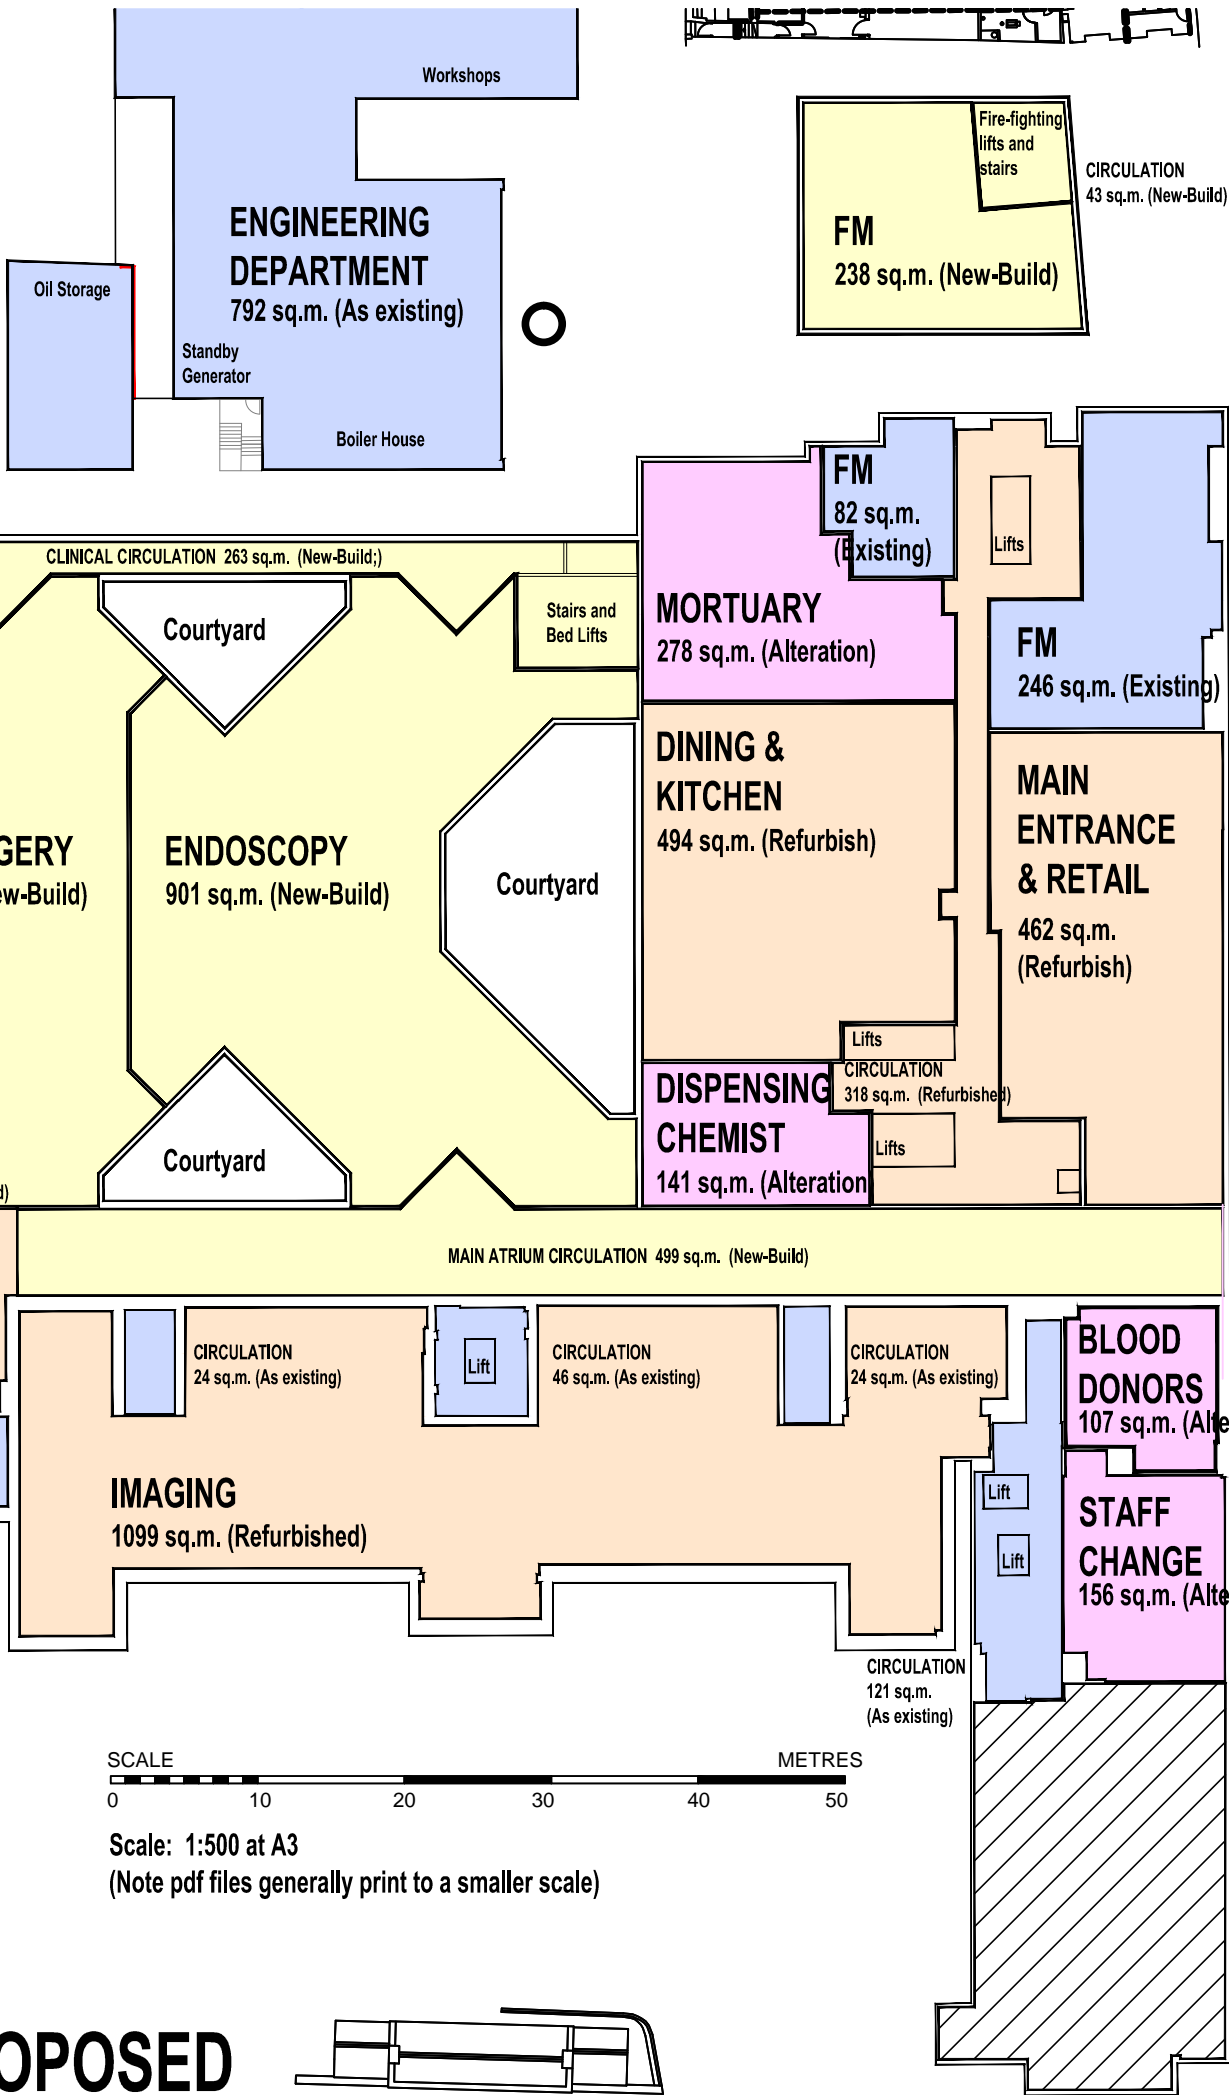 Workshops
Fire-fighting
lifts and
stairs
CIRCULATION
43 sq.m. (New-Build)
ENGINEERING
DEPARTMENT
792 sq.m. (As existing)
FM
238 sq.m. (New-Build)
Oil Storage
Standby
Generator
Boiler House
FM
82 sq.m.
(Existing)
Lifts
CLINICAL CIRCULATION 263 sq.m. (New-Build;)
Courtyard
Stairs and
Bed Lifts
MORTUARY
278 sq.m. (Alteration)
FM
246 sq.m. (Existing)
DINING &
KITCHEN
494 sq.m. (Refurbish)
MAIN
ENTRANCE
& RETAIL
462 sq.m.
(Refurbish)
GERY
ew-Build)
ENDOSCOPY
901 sq.m. (New-Build)
Courtyard
Lifts
CIRCULATION
318 sq.m. (Refurbished)
DISPENSING
CHEMIST
141 sq.m. (Alteration
Lifts
Courtyard
d)
MAIN ATRIUM CIRCULATION 499 sq.m. (New-Build)
CIRCULATION
24 sq.m. (As existing)
Lift
CIRCULATION
46 sq.m. (As existing)
CIRCULATION
24 sq.m. (As existing)
BLOOD
DONORS
107 sq.m. (Alte
IMAGING
1099 sq.m. (Refurbished)
Lift
Lift
STAFF
CHANGE
156 sq.m. (Alte
CIRCULATION
121 sq.m.
(As existing)
SCALE METRES
0 10 20 30 40 50
Scale: 1:500 at A3
(Note pdf files generally print to a smaller scale)
OPOSED